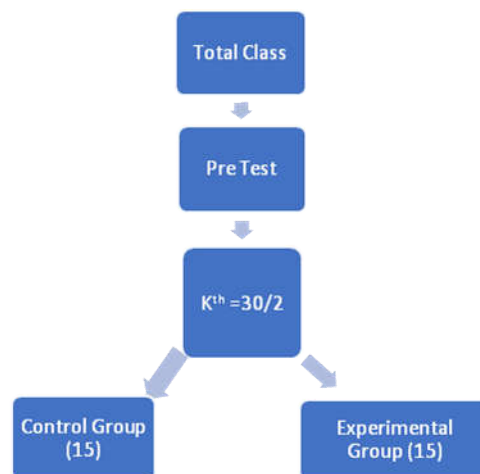 Total Class
Pre Test
Kᵗʰ =30/2
Control Group
(15)
Experimental
Group (15)